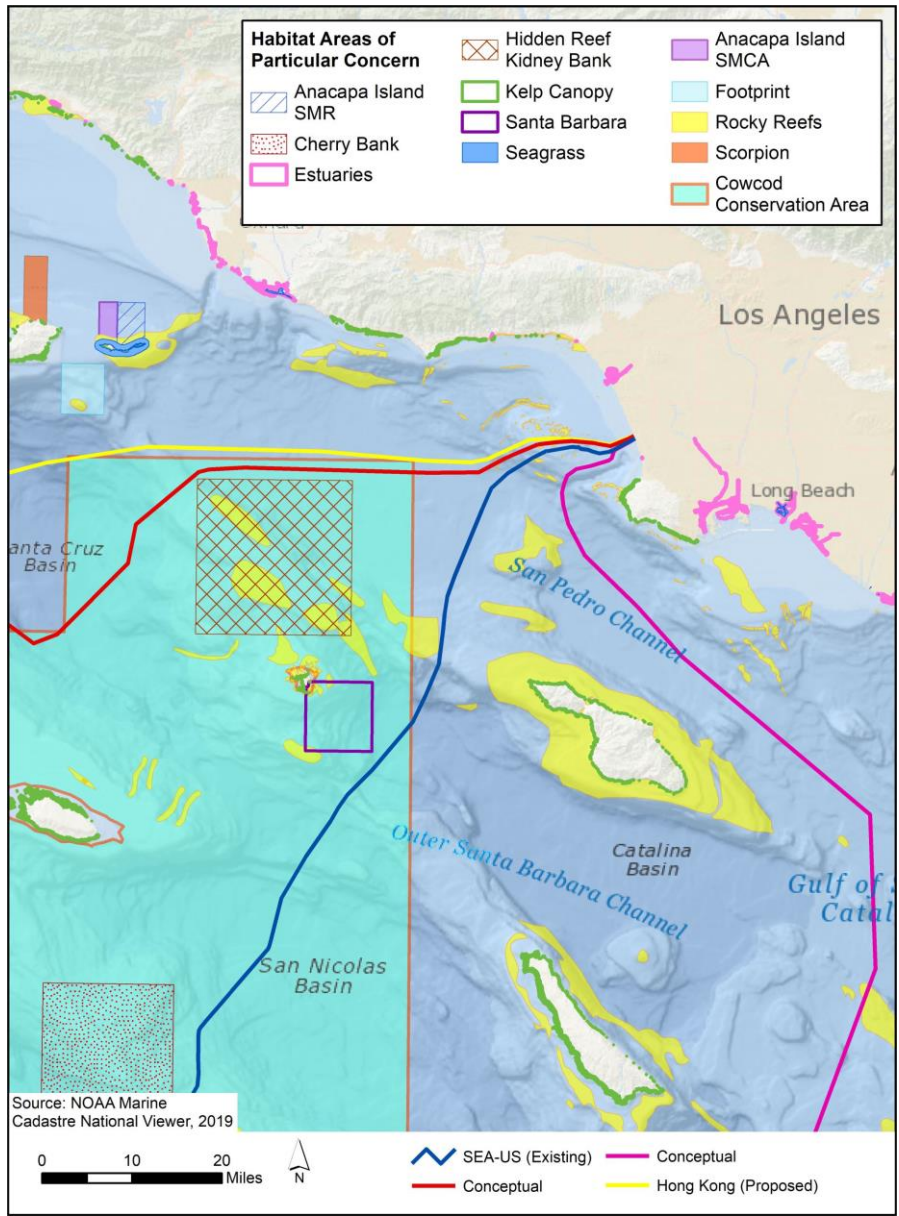 Habitat Areas of
Particular Concern
Anacapa Island
SMR
Cherry Bank
Estuaries
Hidden Reef
Kidney Bank
Kelp Canopy
Santa Barbara
Seagrass
Anacapa Island
SMCA
Footprint
Rocky Reefs
Scorpion
Cowcod
Conservation Area
Los Angeles
Long Beach
anta Cruz
Basin
San Pedro Channel
Outer Santa Barbara Channel
Catalina
Basin
Gulf of
Catal
San Nicolas
Basin
Source: NOAA Marine
Cadastre National Viewer, 2019
0 10 20
Miles
N
SEA-US (Existing)
Conceptual
Conceptual
Hong Kong (Proposed)